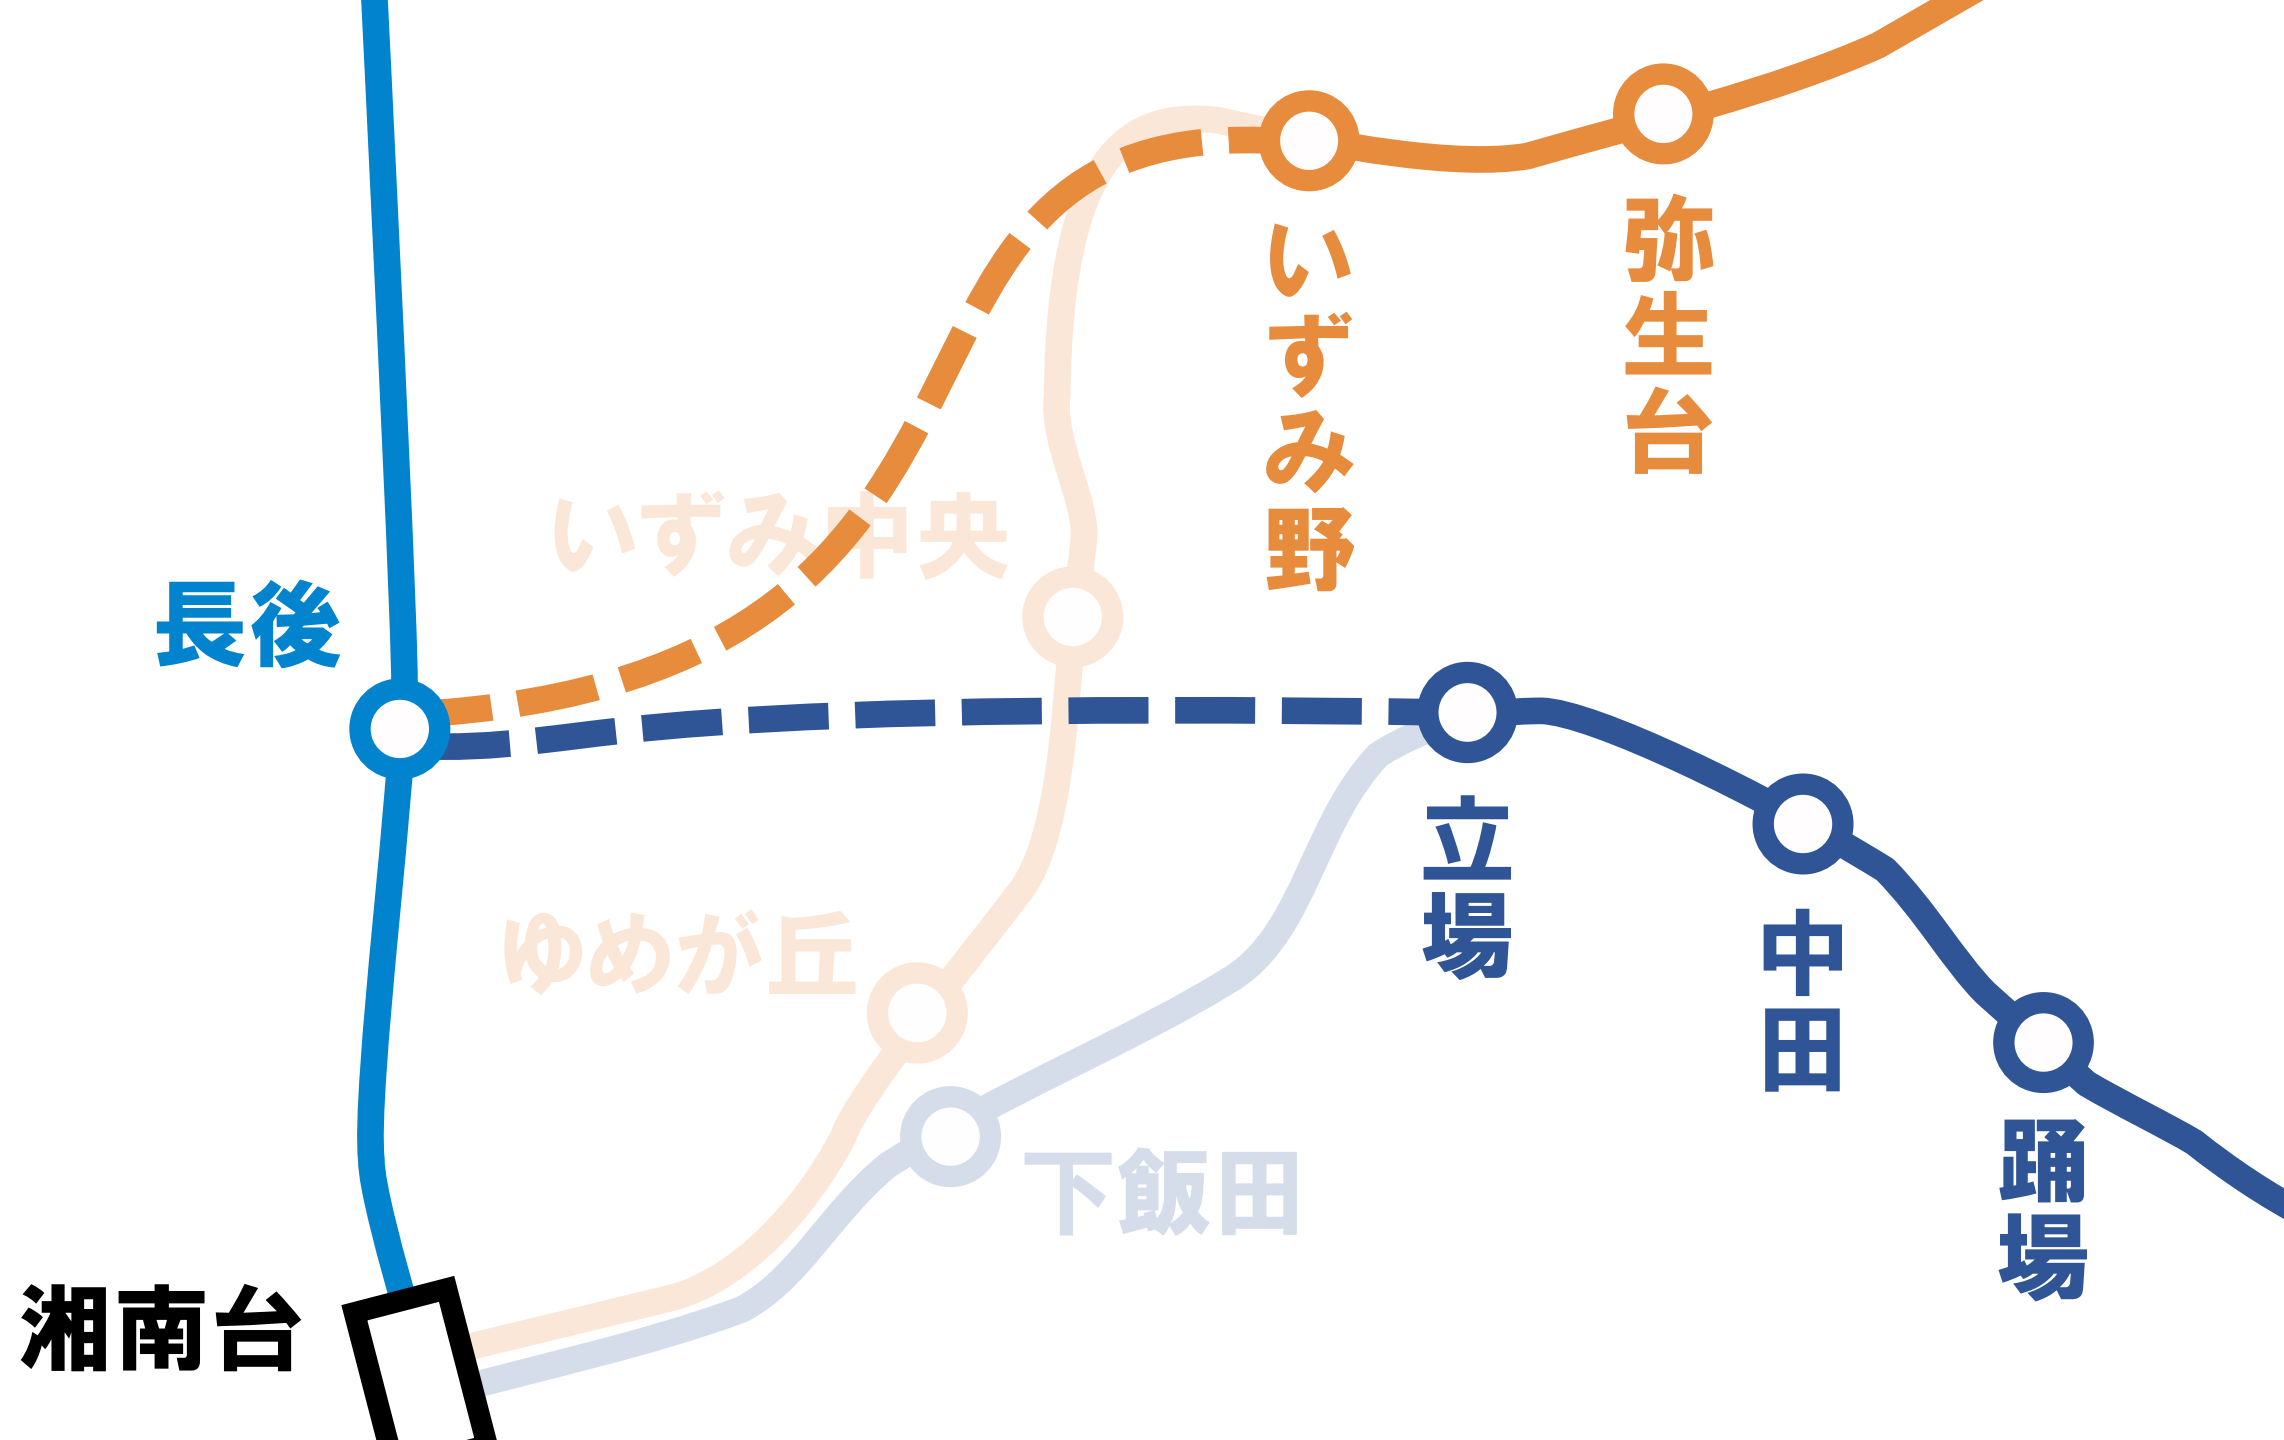 弥生台
いずみ野
いずみ中央
長後
立場
ゆめが丘
中田
踊場
下飯田
湘南台